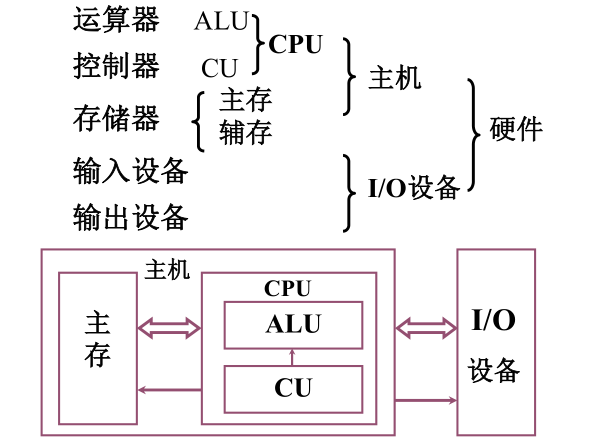 运算器 ALU
CPU
控制器 CU
主机
存储器 主存
辅存
硬件
输入设备
I/O设备
输出设备
主机
CPU
主存
ALU
CU
I/O
设备